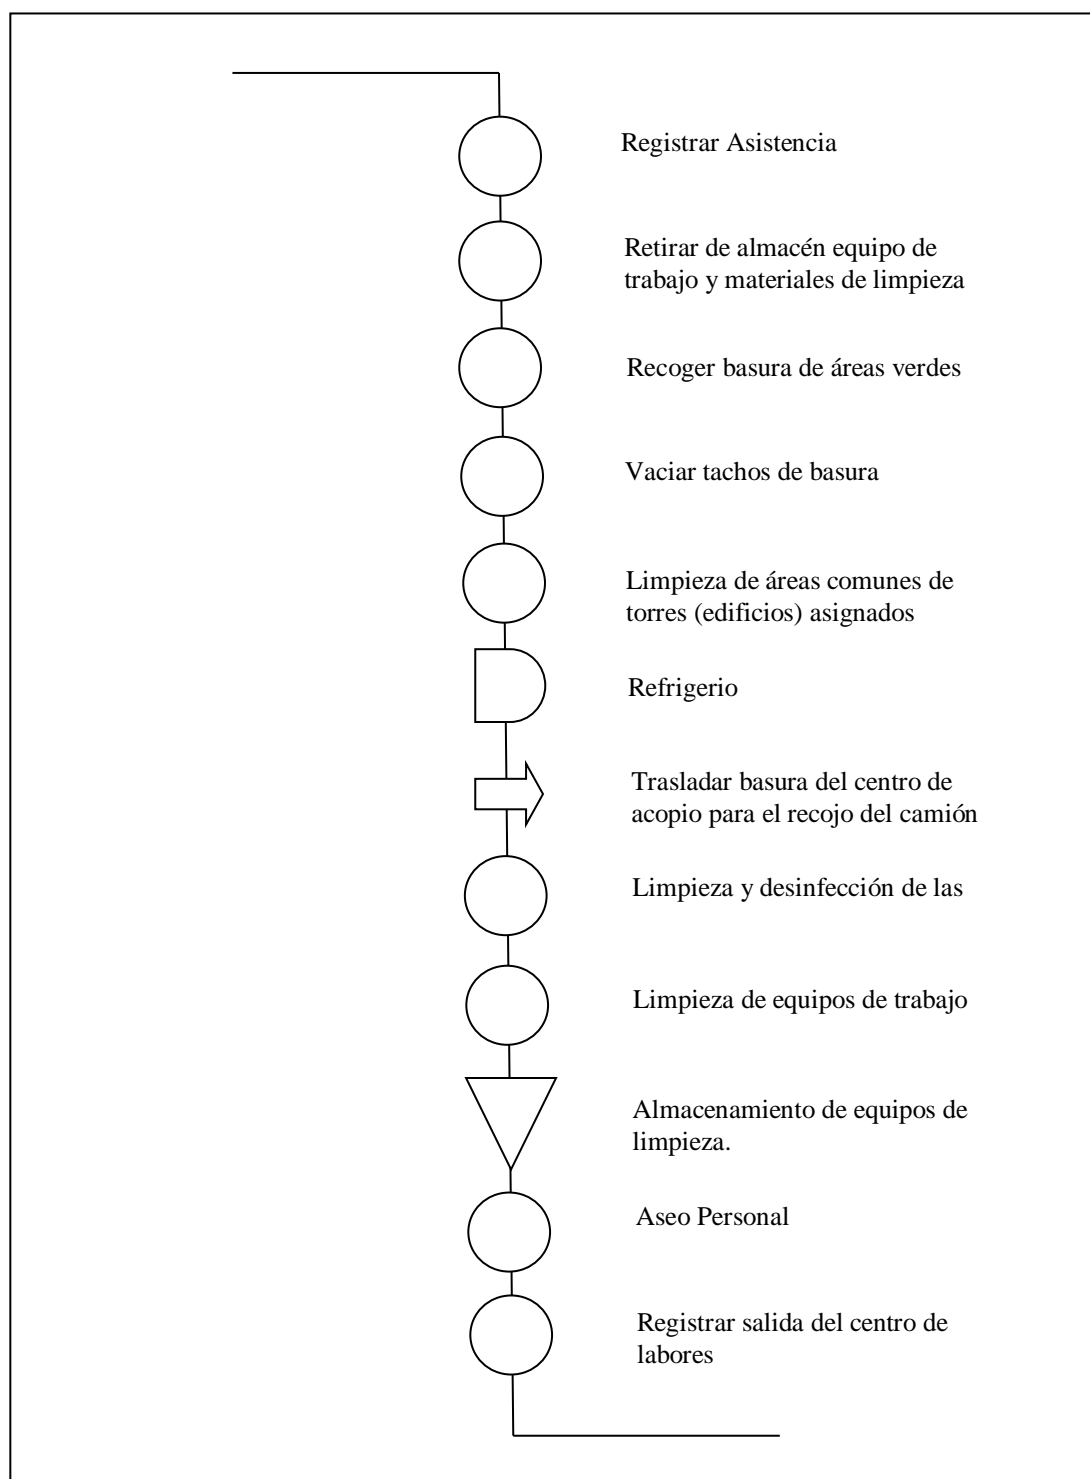 Registrar Asistencia
Retirar de almacén equipo de
trabajo y materiales de limpieza
Recoger basura de áreas verdes
Vaciar tachos de basura
Limpieza de áreas comunes de
torres (edificios) asignados
Refrigerio
Trasladar basura del centro de
acopio para el recojo del camión
Limpieza y desinfección de las
Limpieza de equipos de trabajo
Almacenamiento de equipos de
limpieza.
Aseo Personal
Registrar salida del centro de
labores